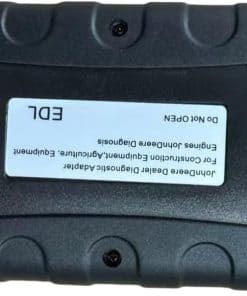 JohnDeere Dealer Diagnostic Adapter
For Construction Equipment,Agriculture, Equipment
Engines JohnDeere Diagnosis
Do Not OPEN
EDL